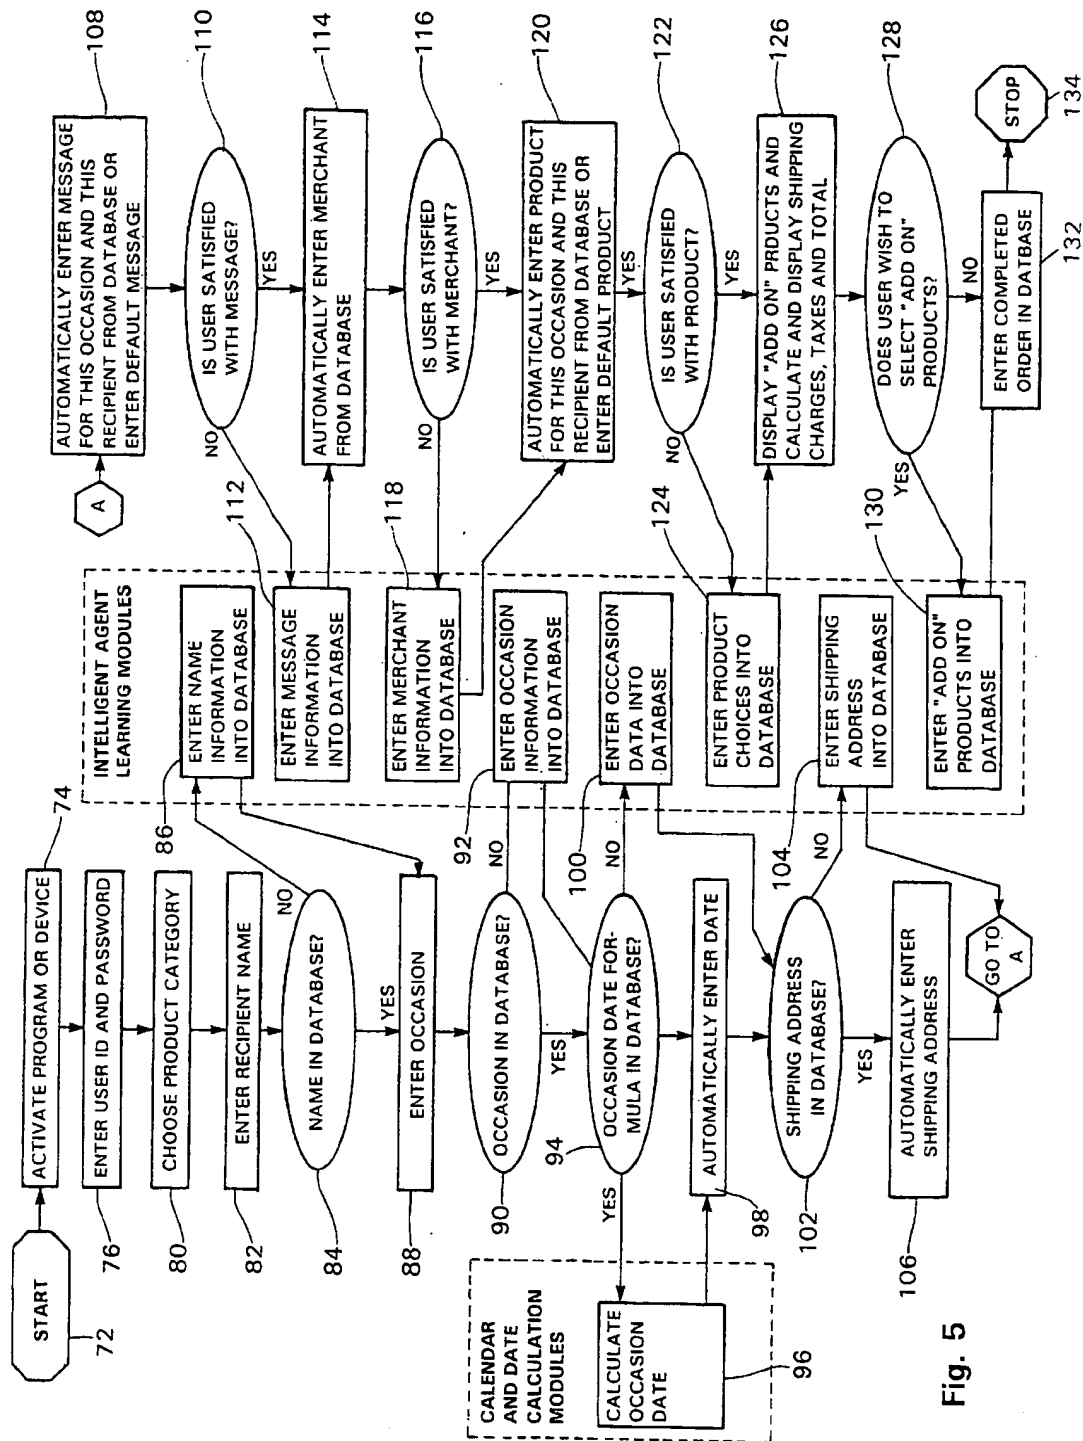 START
72
ACTIVATE PROGRAM OR DEVICE
74
ENTER USER ID AND PASSWORD
76
CHOOSE PRODUCT CATEGORY
80
ENTER RECIPIENT NAME
82
NAME IN DATABASE?
84
NO
YES
ENTER OCCASION
88
OCCASION IN DATABASE?
90
NO
YES
OCCASION DATE FOR-
MULA IN DATABASE?
94
NO
YES
CALENDAR
AND DATE
CALCULATION
MODULES
CALCULATE
OCCASION
DATE
96
AUTOMATICALLY ENTER DATE
98
SHIPPING ADDRESS
IN DATABASE?
102
NO
YES
AUTOMATICALLY ENTER
SHIPPING ADDRESS
106
GO TO
A
INTELLIGENT AGENT
LEARNING MODULES
86
ENTER NAME
INFORMATION
INTO DATABASE
112
ENTER MESSAGE
INFORMATION
INTO DATABASE
118
ENTER MERCHANT
INFORMATION
INTO DATABASE
92
ENTER OCCASION
INFORMATION
INTO DATABASE
100
ENTER OCCASION
DATA INTO
DATABASE
124
ENTER PRODUCT
CHOICES INTO
DATABASE
104
ENTER SHIPPING
ADDRESS
INTO DATABASE
130
ENTER "ADD ON"
PRODUCTS INTO
DATABASE
A
AUTOMATICALLY ENTER MESSAGE
FOR THIS OCCASION AND THIS
RECIPIENT FROM DATABASE OR
ENTER DEFAULT MESSAGE
108
IS USER SATISFIED
WITH MESSAGE?
110
NO
YES
AUTOMATICALLY ENTER MERCHANT
FROM DATABASE
114
IS USER SATISFIED
WITH MERCHANT?
116
NO
YES
AUTOMATICALLY ENTER PRODUCT
FOR THIS OCCASION AND THIS
RECIPIENT FROM DATABASE OR
ENTER DEFAULT PRODUCT
120
YES
IS USER SATISFIED
WITH PRODUCT?
122
NO
YES
DISPLAY "ADD ON" PRDUCTS AND
CALCULATE AND DISPLAY SHIPPING
CHARGES, TAXES AND TOTAL
126
DOES USER WISH TO
SELECT "ADD ON"
PRODUCTS?
128
YES
NO
ENTER COMPLETED
ORDER IN DATBASE
132
STOP
134
Fig. 5